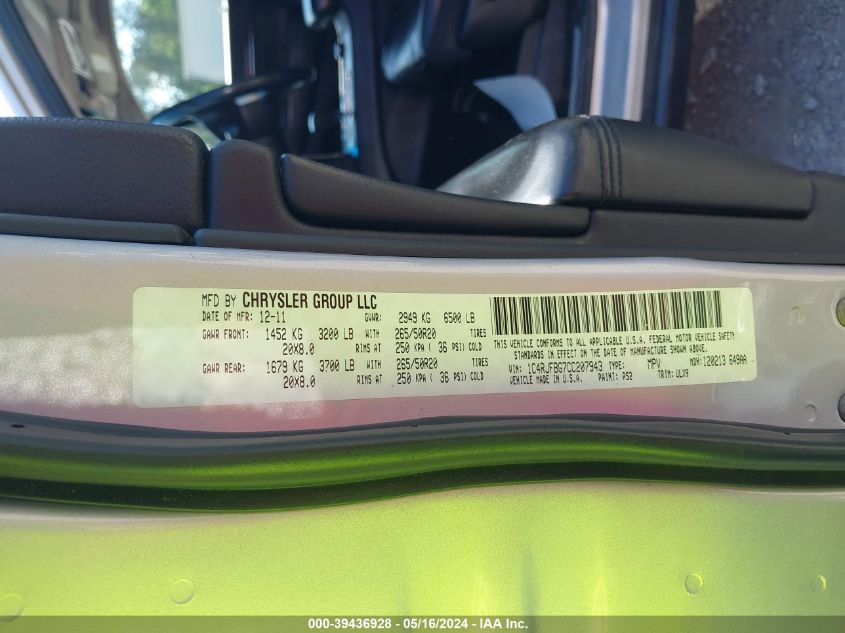 MFD BY CHRYSLER GROUP LLC
DATE OF MFR: 12-11 GVWR: 2949 KG 6500 LB
GAWR FRONT: 1452 KG 3200 LB WITH 265/50R20 TIRES
20X8.0 RIMS AT 250 KPA ( 36 PSI) COLD
GAWR REAR: 1679 KG 3700 LB WITH 265/50R20 TIRES
20X8.0 RIMS AT 250 KPA ( 36 PSI) COLD
THIS VEHICLE CONFORMS TO ALL APPLICABLE U.S.A. FEDERAL MOTOR VEHICLE SAFETY
STANDARDS IN EFFECT ON THE DATE OF MANUFACTURE SHOWN ABOVE.
VIN: 1C4RJFBG7CC207943 TYPE: MPV MDH: 120213 649AA
VEHICLE MADE IN U.S.A. PAINT: PS2 TRIM: ULX9
000-39436928 - 05/16/2024 - IAA Inc.